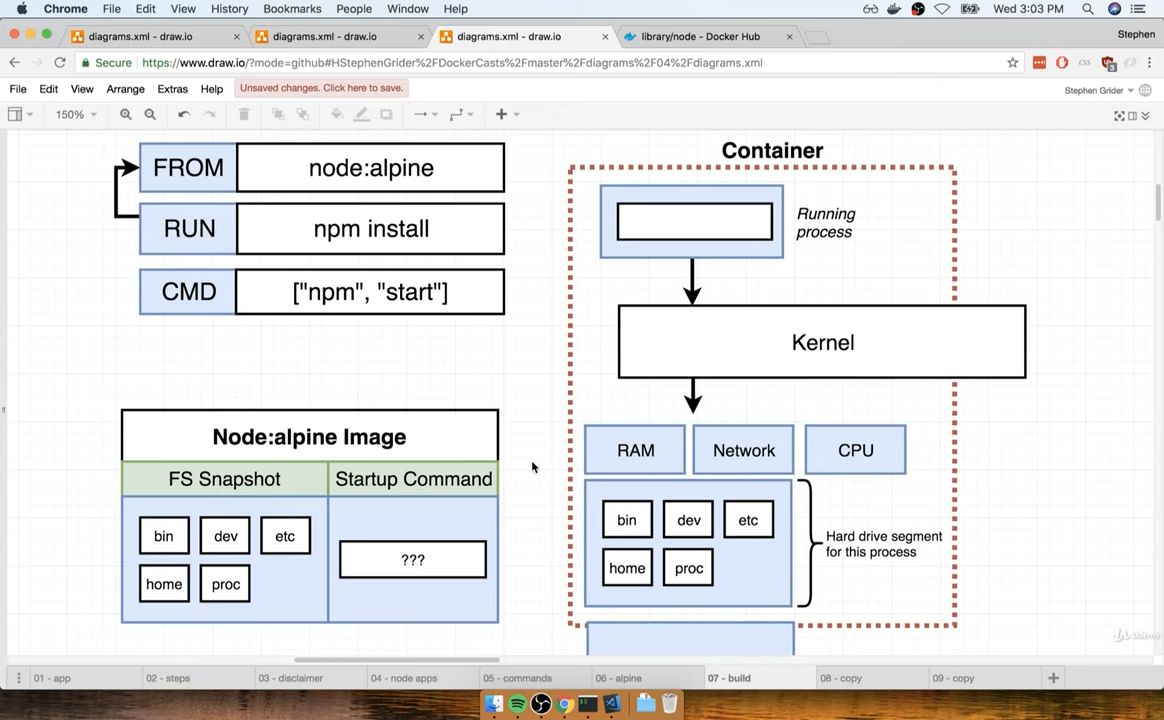 Chrome File Edit View History Bookmarks People Window Help Wed 3:03 PM
diagrams.xml - draw.io diagrams.xml - draw.io diagrams.xml - draw.io library/node - Docker Hub Stephen
Secure https://www.draw.io/?mode=github#HStephenGrider%2FDockerCasts%2Fmaster%2Fdiagrams%2F04%2Fdiagrams.xml
File Edit View Arrange Extras Help Unsaved changes. Click here to save. Stephen Grider
150%
FROM node:alpine
RUN npm install
CMD ["npm", "start"]
Node:alpine Image
FS Snapshot Startup Command
bin dev etc
home proc
???
Container
Running
process
Kernel
RAM Network CPU
bin dev etc
home proc
Hard drive segment
for this process
Udemy
01 - app 02 - steps 03 - disclaimer 04 - node apps 05 - commands 06 - alpine 07 - build 08 - copy 09 - copy